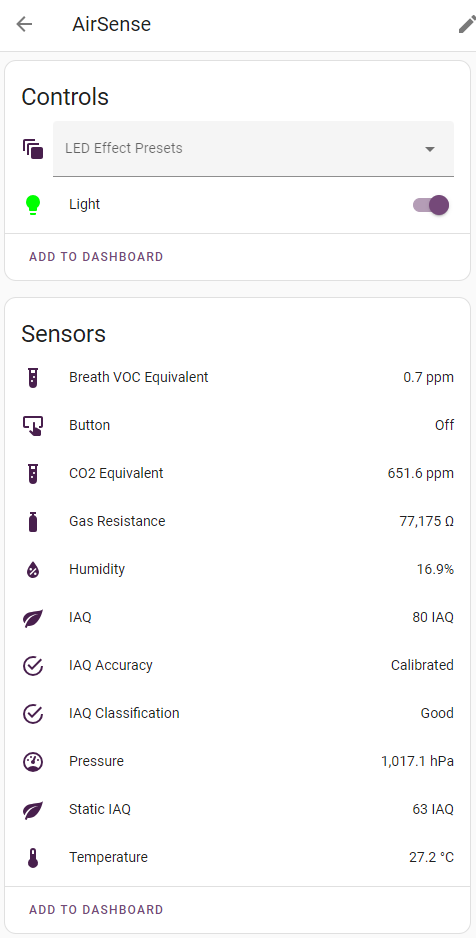 AirSense
Controls
LED Effect Presets
Light
ADD TO DASHBOARD
Sensors
Breath VOC Equivalent 0.7 ppm
Button Off
CO2 Equivalent 651.6 ppm
Gas Resistance 77,175 Ω
Humidity 16.9%
IAQ 80 IAQ
IAQ Accuracy Calibrated
IAQ Classification Good
Pressure 1,017.1 hPa
Static IAQ 63 IAQ
Temperature 27.2 °C
ADD TO DASHBOARD